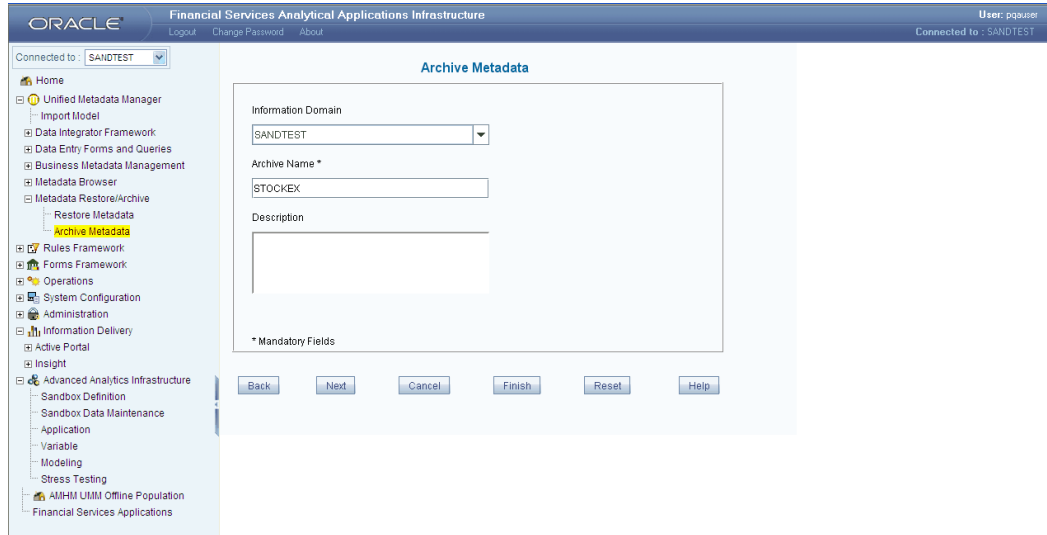 ORACLE
Financial Services Analytical Applications Infrastructure
User: pqauser
Logout Change Password About
Connected to : SANDTEST
Connected to : SANDTEST
Home
Unified Metadata Manager
Import Model
Data Integrator Framework
Data Entry Forms and Queries
Business Metadata Management
Metadata Browser
Metadata Restore/Archive
Restore Metadata
Archive Metadata
Rules Framework
Forms Framework
Operations
System Configuration
Administration
Information Delivery
Active Portal
Insight
Advanced Analytics Infrastructure
Sandbox Definition
Sandbox Data Maintenance
Application
Variable
Modeling
Stress Testing
AMHM UMM Offline Population
Financial Services Applications
Archive Metadata
Information Domain
SANDTEST
Archive Name *
STOCKEX
Description
* Mandatory Fields
Back Next Cancel Finish Reset Help